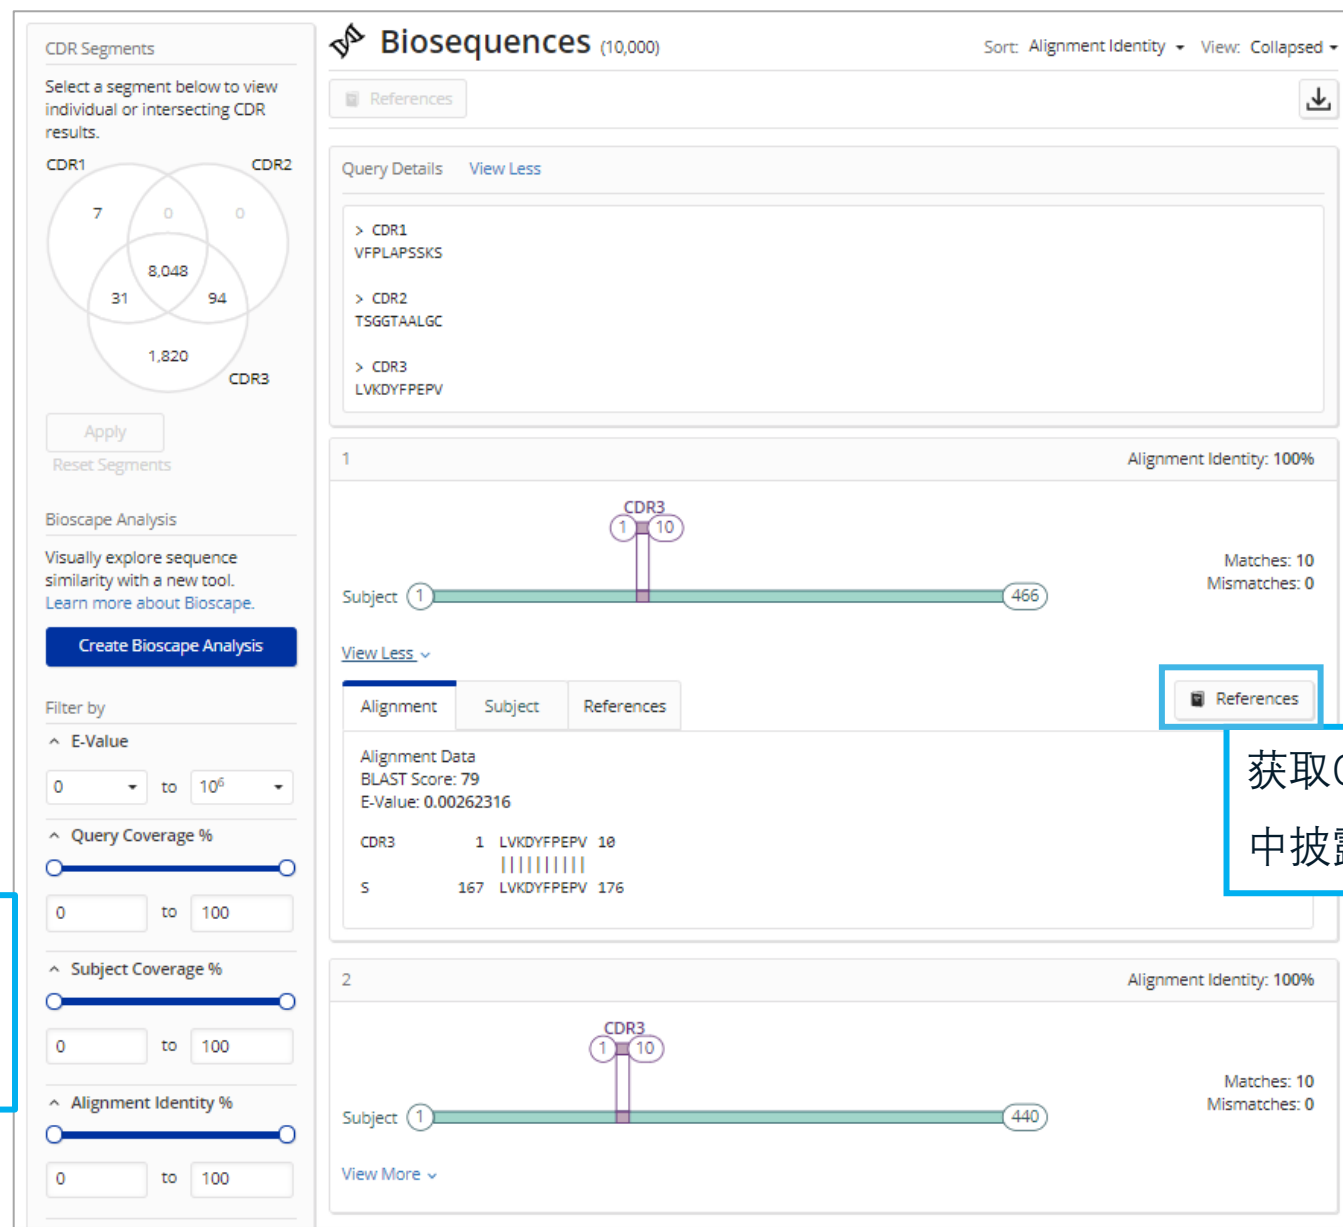 CDR Segments
Select a segment below to view
individual or intersecting CDR
results.
CDR1
CDR2
7
0
0
8,048
31
94
1,820
CDR3
Apply
Reset Segments
Bioscape Analysis
Visually explore sequence
similarity with a new tool.
Learn more about Bioscape.
Create Bioscape Analysis
Filter by
E-Value
0 to 10⁶
Query Coverage %
0 to 100
Subject Coverage %
0 to 100
Alignment Identity %
0 to 100
Biosequences (10,000)
Sort: Alignment Identity View: Collapsed
References
Query Details View Less
> CDR1
VFPLAPSSKS
> CDR2
TSGGTAALGC
> CDR3
LVKDYFPEPV
1 Alignment Identity: 100%
CDR3
1 10
Matches: 10
Mismatches: 0
Subject 1 466
View Less
Alignment Subject References
References
Alignment Data
BLAST Score: 79
E-Value: 0.00262316
CDR3 1 LVKDYFPEPV 10
||||||||||
S 167 LVKDYFPEPV 176
获取
中披
2 Alignment Identity: 100%
CDR3
1 10
Matches: 10
Mismatches: 0
Subject 1 440
View More